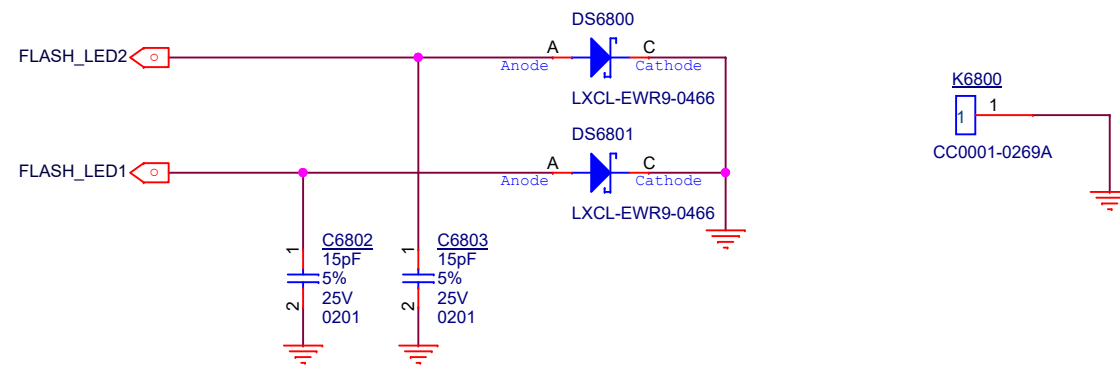 DS6800
FLASH_LED2
A
C
Anode
Cathode
LXCL-EWR9-0466
K6800
1
1
CC0001-0269A
DS6801
FLASH_LED1
A
C
Anode
Cathode
LXCL-EWR9-0466
1
C6802
15pF
5%
25V
0201
2
1
C6803
15pF
5%
25V
0201
2